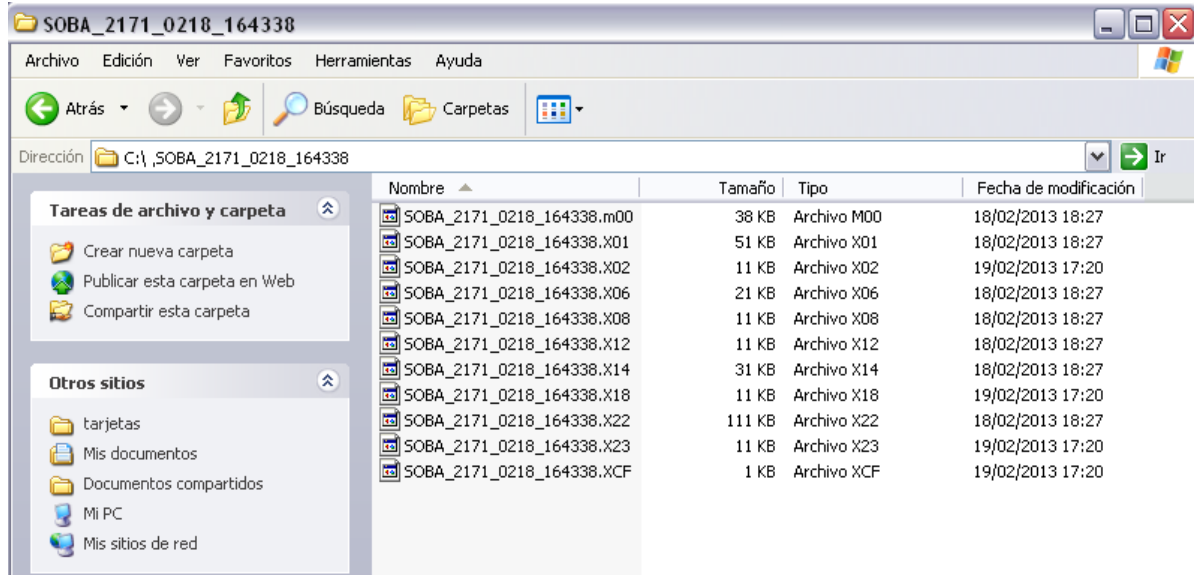 SOBA_2171_0218_164338
Archivo Edición Ver Favoritos Herramientas Ayuda
Atrás Búsqueda Carpetas
Dirección C:\ ,SOBA_2171_0218_164338 Ir
Tareas de archivo y carpeta
Crear nueva carpeta
Publicar esta carpeta en Web
Compartir esta carpeta
Otros sitios
tarjetas
Mis documentos
Documentos compartidos
Mi PC
Mis sitios de red
Nombre Tamaño Tipo Fecha de modificación
SOBA_2171_0218_164338.m00 38 KB Archivo M00 18/02/2013 18:27
SOBA_2171_0218_164338.X01 51 KB Archivo X01 18/02/2013 18:27
SOBA_2171_0218_164338.X02 11 KB Archivo X02 19/02/2013 17:20
SOBA_2171_0218_164338.X06 21 KB Archivo X06 18/02/2013 18:27
SOBA_2171_0218_164338.X08 11 KB Archivo X08 18/02/2013 18:27
SOBA_2171_0218_164338.X12 11 KB Archivo X12 18/02/2013 18:27
SOBA_2171_0218_164338.X14 31 KB Archivo X14 18/02/2013 18:27
SOBA_2171_0218_164338.X18 11 KB Archivo X18 19/02/2013 17:20
SOBA_2171_0218_164338.X22 111 KB Archivo X22 18/02/2013 18:27
SOBA_2171_0218_164338.X23 11 KB Archivo X23 19/02/2013 17:20
SOBA_2171_0218_164338.XCF 1 KB Archivo XCF 19/02/2013 17:20